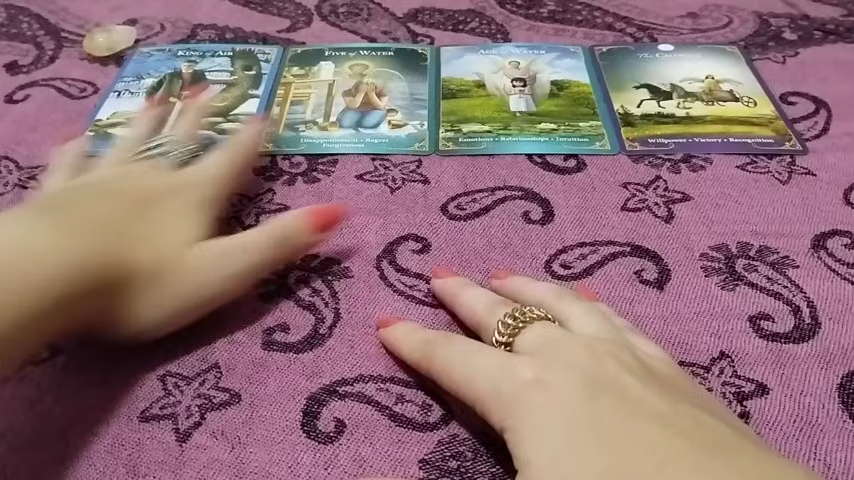 KING of AIR
FIVE of WATER
Disappointment • Regret
Forgiveness
ACE of WATER
Emotions • Relationships • Intuition
The CHARIOT
Willpower • Victory • Recognition